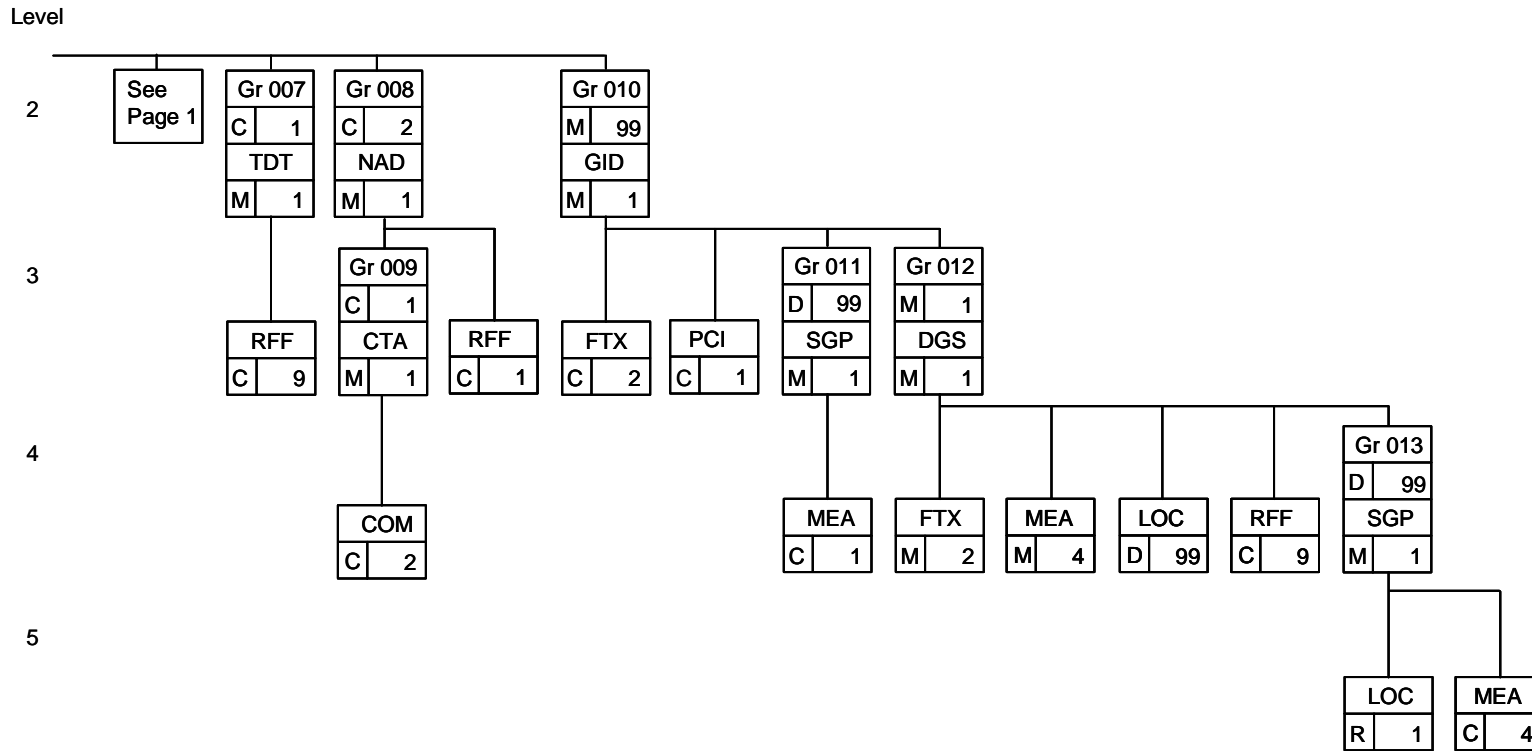 Level
2
See
Page 1
Gr 007
C 1
TDT
M 1
Gr 008
C 2
NAD
M 1
Gr 010
M 99
GID
M 1
3
RFF
C 9
Gr 009
C 1
CTA
M 1
RFF
C 1
FTX
C 2
PCI
C 1
Gr 011
D 99
SGP
M 1
Gr 012
M 1
DGS
M 1
4
COM
C 2
MEA
C 1
FTX
M 2
MEA
M 4
LOC
D 99
RFF
C 9
Gr 013
D 99
SGP
M 1
5
LOC
R 1
MEA
C 4